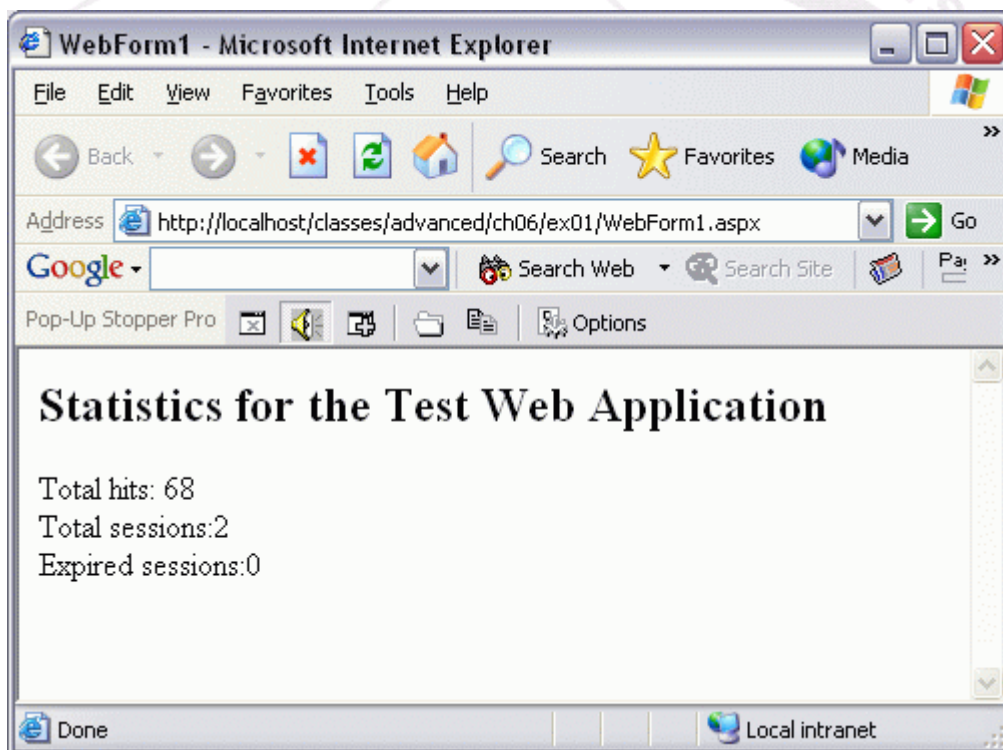 WebForm1 - Microsoft Internet Explorer
File Edit View Favorites Tools Help
Back Search Favorites Media
Address http://localhost/classes/advanced/ch06/ex01/WebForm1.aspx Go
Google Search Web Search Site
Pop-Up Stopper Pro Options
Statistics for the Test Web Application
Total hits: 68
Total sessions:2
Expired sessions:0
Done Local intranet